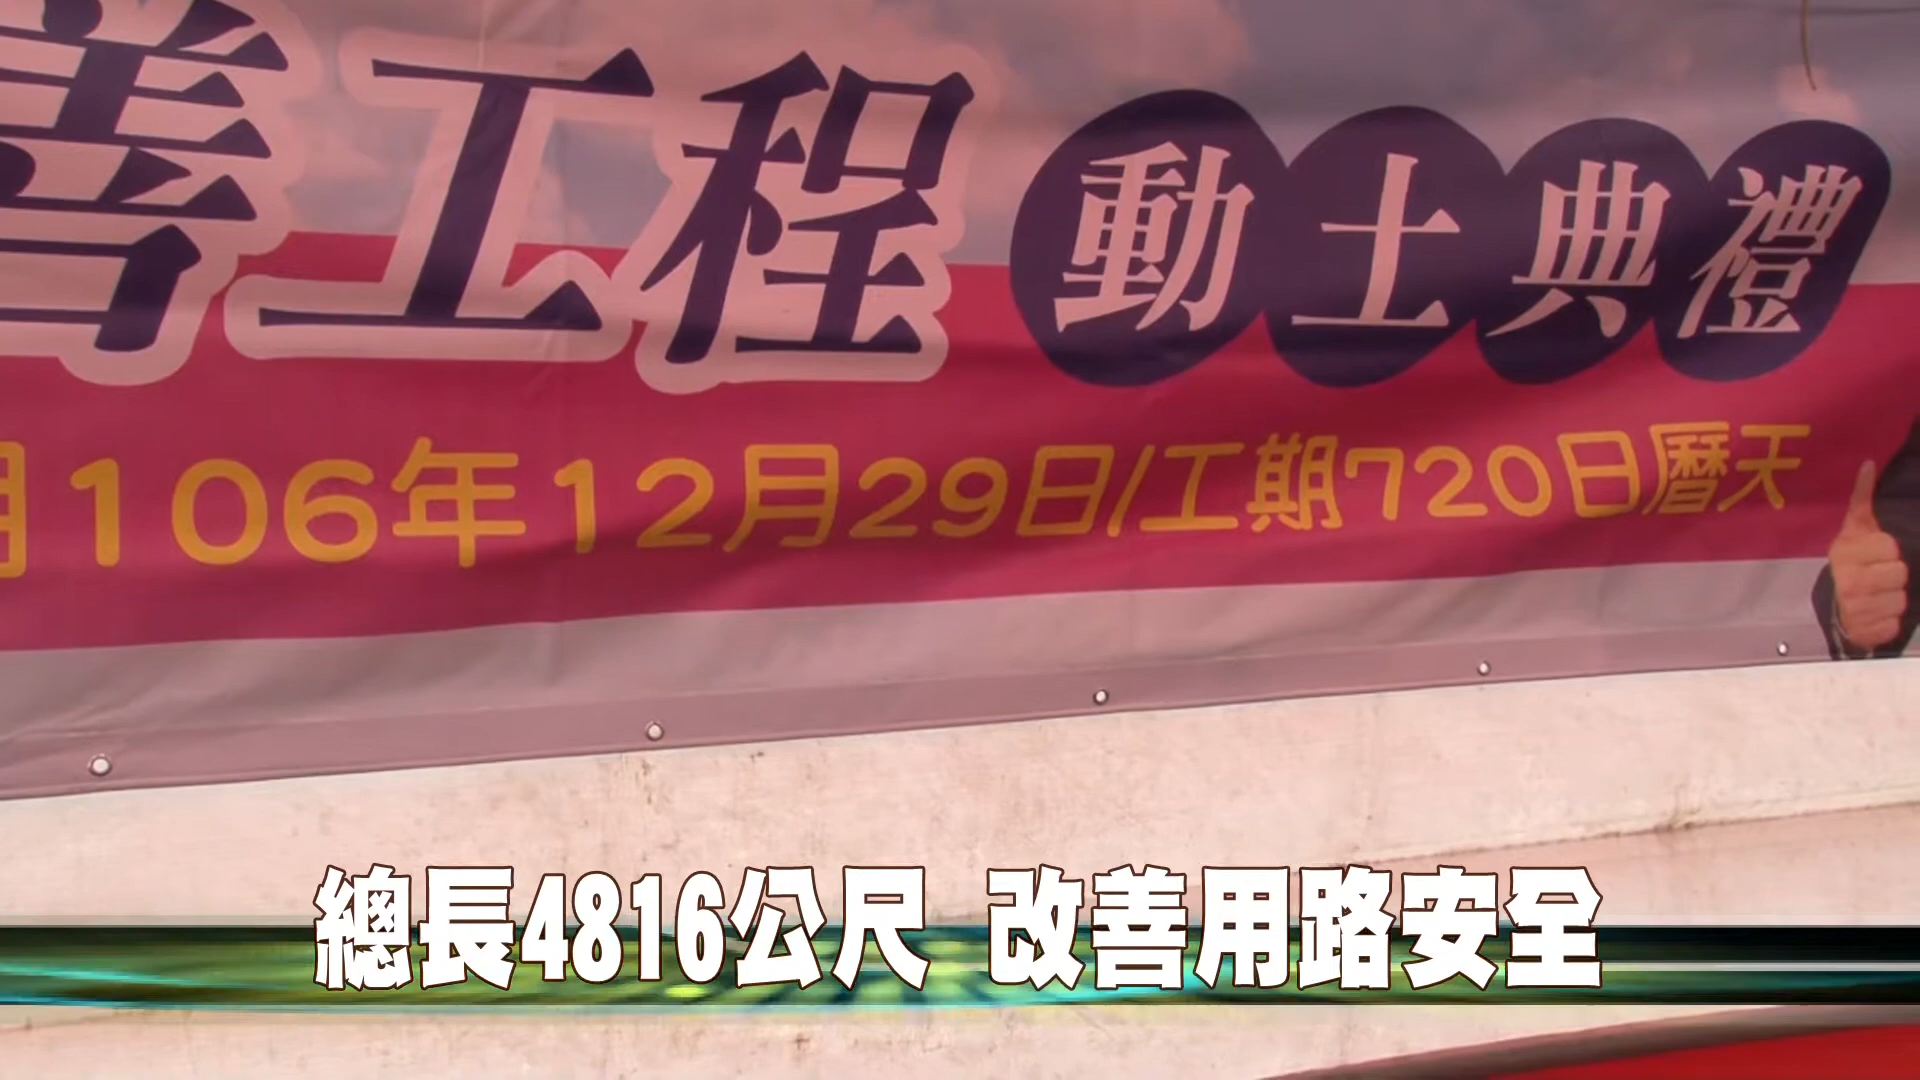 善工程 動土典禮
106年12月29日/工期720日曆天
總長4816公尺 改善用路安全